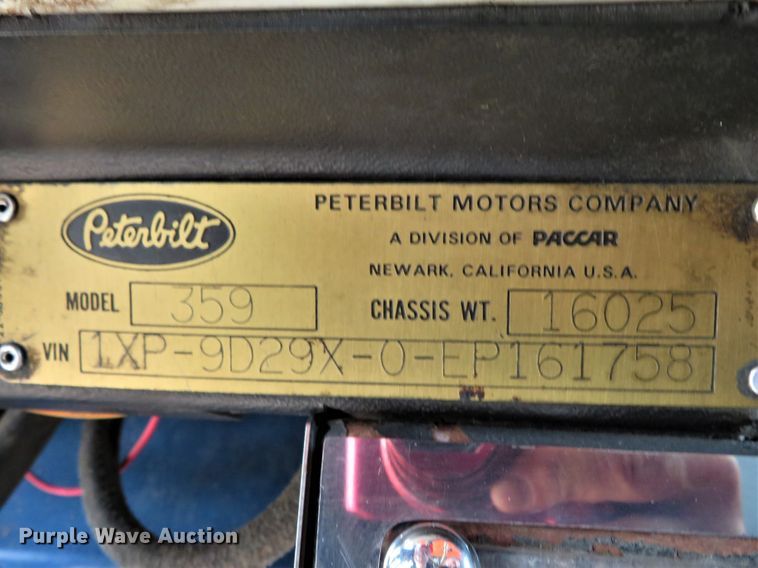 Peterbilt
PETERBILT MOTORS COMPANY
A DIVISION OF PACCAR
NEWARK, CALIFORNIA U.S.A.
MODEL 359 CHASSIS WT. 16025
VIN 1XP-9D29X-0-EP161758
Purple Wave Auction